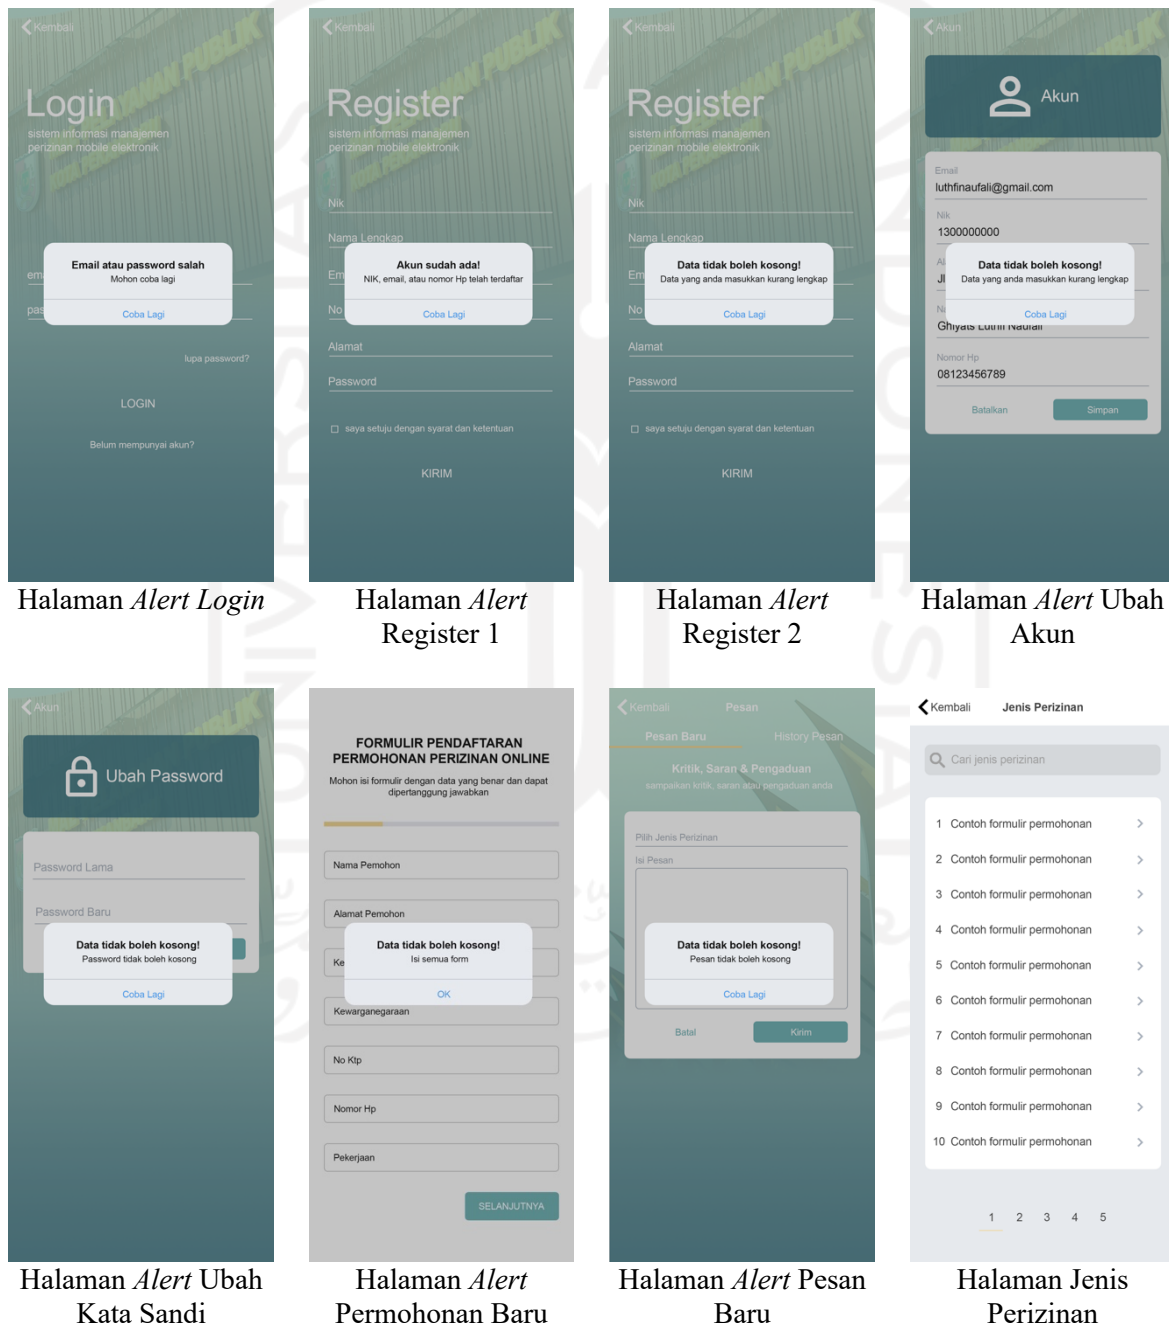 Kembali
Login
sistem informasi manajemen
perizinan mobile elektronik
Email atau password salah
Mohon coba lagi
Coba Lagi
lupa password?
LOGIN
Belum mempunyai akun?
Halaman Alert Login
Kembali
Register
sistem informasi manajemen
perizinan mobile elektronik
Nik
Nama Lengkap
Em
Akun sudah ada!
NIK, email, atau nomor Hp telah terdaftar
No
Coba Lagi
Alamat
Password
saya setuju dengan syarat dan ketentuan
KIRIM
Halaman Alert
Register 1
Kembali
Register
sistem informasi manajemen
perizinan mobile elektronik
Nik
Nama Lengkap
Em
Data tidak boleh kosong!
Data yang anda masukkan kurang lengkap
No
Coba Lagi
Alamat
Password
saya setuju dengan syarat dan ketentuan
KIRIM
Halaman Alert
Register 2
Akun
Akun
Email
luthfinaufali@gmail.com
Nik
1300000000
Data tidak boleh kosong!
Data yang anda masukkan kurang lengkap
Coba Lagi
Ghiyats Luthfi Naufali
Nomor Hp
08123456789
Batalkan
Simpan
Halaman Alert Ubah
Akun
Akun
Ubah Password
Password Lama
Password Baru
Data tidak boleh kosong!
Password tidak boleh kosong
Coba Lagi
Halaman Alert Ubah
Kata Sandi
FORMULIR PENDAFTARAN
PERMOHONAN PERIZINAN ONLINE
Mohon isi formulir dengan data yang benar dan dapat
dipertanggung jawabkan
Nama Pemohon
Alamat Pemohon
Ke
Data tidak boleh kosong!
Isi semua form
OK
Kewarganegaraan
No Ktp
Nomor Hp
Pekerjaan
SELANJUTNYA
Halaman Alert
Permohonan Baru
Kembali Pesan
Pesan Baru History Pesan
Kritik, Saran & Pengaduan
sampaikan kritik, saran atau pengaduan anda
Pilih Jenis Perizinan
Isi Pesan
Data tidak boleh kosong!
Pesan tidak boleh kosong
Coba Lagi
Batal
Kirim
Halaman Alert Pesan
Baru
Kembali Jenis Perizinan
Cari jenis perizinan
1 Contoh formulir permohonan
2 Contoh formulir permohonan
3 Contoh formulir permohonan
4 Contoh formulir permohonan
5 Contoh formulir permohonan
6 Contoh formulir permohonan
7 Contoh formulir permohonan
8 Contoh formulir permohonan
9 Contoh formulir permohonan
10 Contoh formulir permohonan
1 2 3 4 5
Halaman Jenis
Perizinan